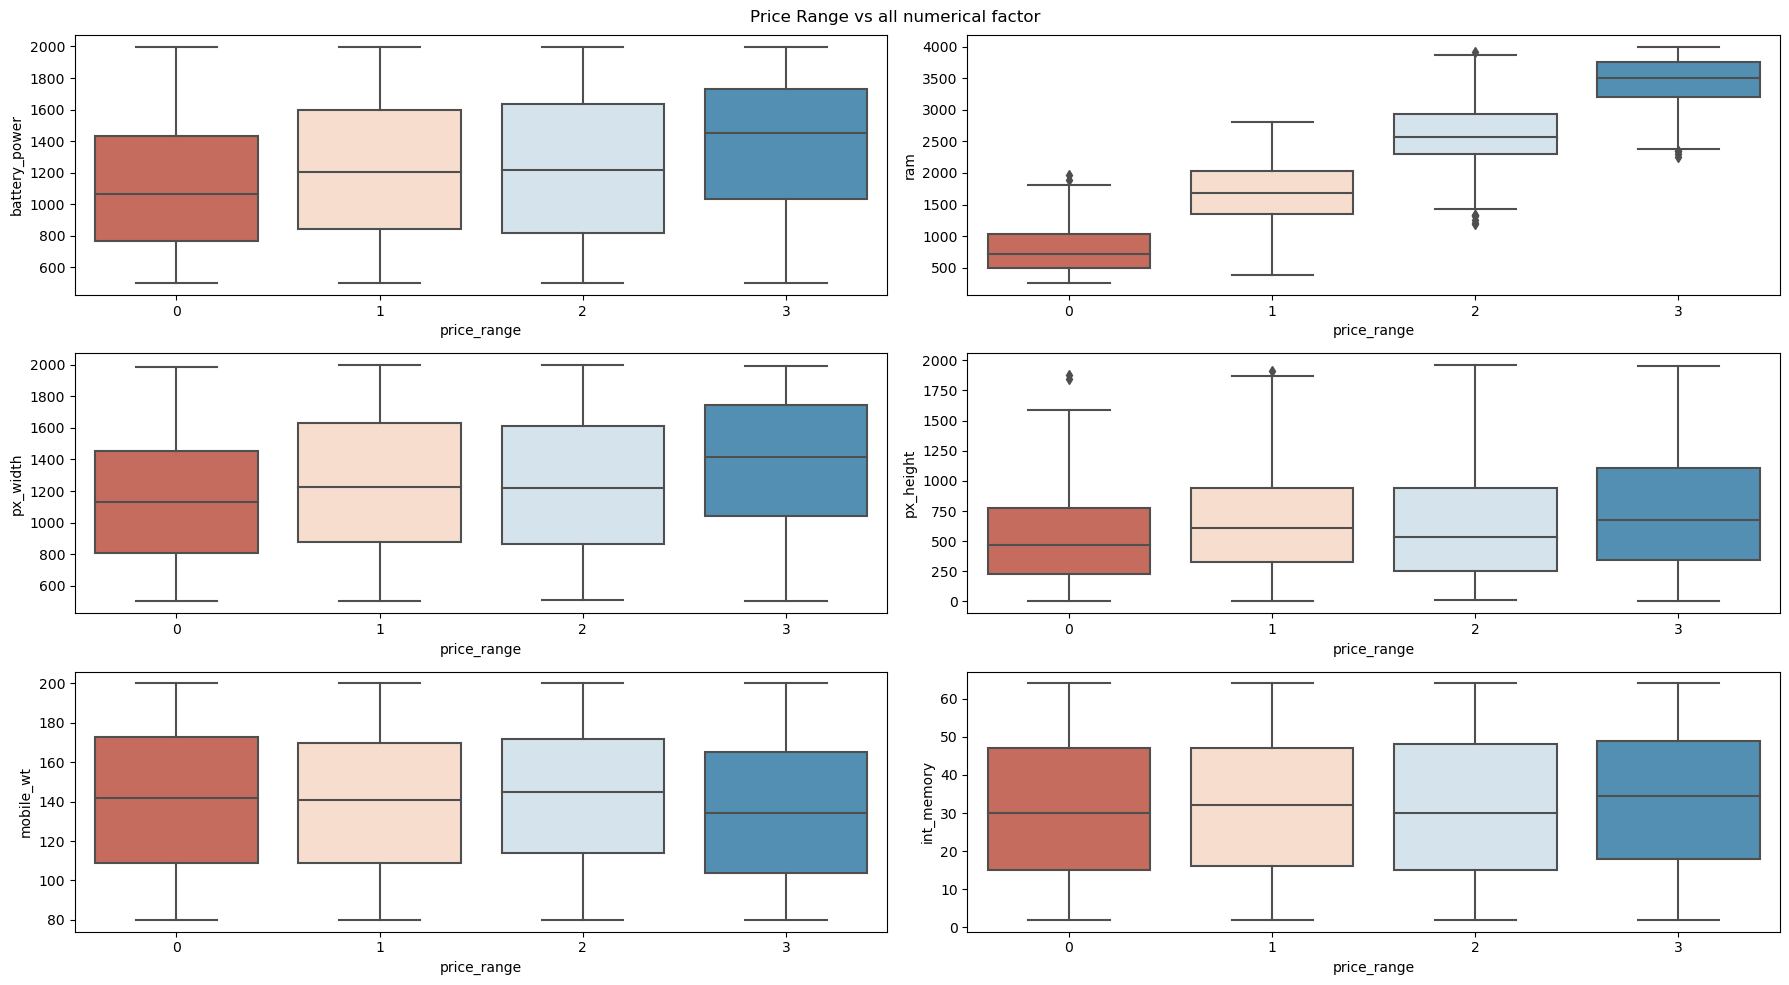 Price Range vs all numerical factor
battery_power
2000
1800
1600
1400
1200
1000
800
600
0 1 2 3
price_range
ram
4000
3500
3000
2500
2000
1500
1000
500
0 1 2 3
price_range
px_width
2000
1800
1600
1400
1200
1000
800
600
0 1 2 3
price_range
px_height
2000
1750
1500
1250
1000
750
500
250
0
0 1 2 3
price_range
mobile_wt
200
180
160
140
120
100
80
0 1 2 3
price_range
int_memory
60
50
40
30
20
10
0
0 1 2 3
price_range